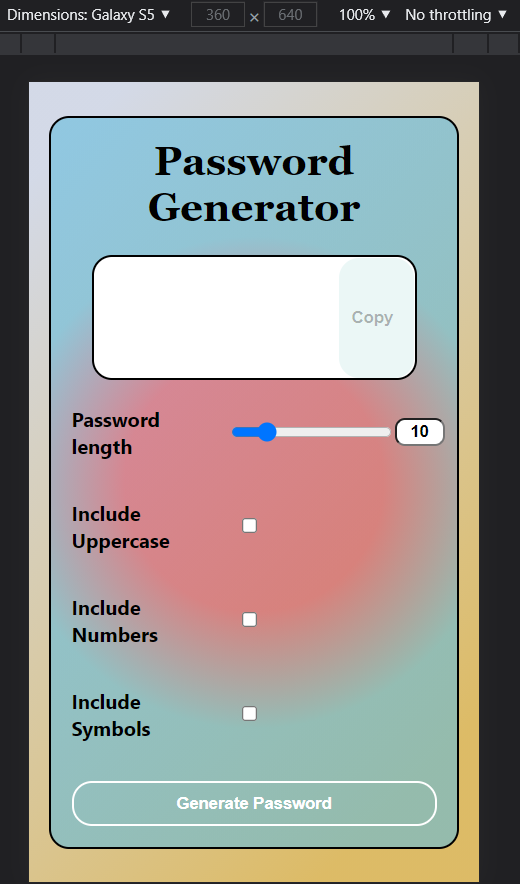 Dimensions: Galaxy S5 ▼ 360 × 640 100% ▼ No throttling ▼
Password
Generator
Copy
Password
length
10
Include
Uppercase
Include
Numbers
Include
Symbols
Generate Password